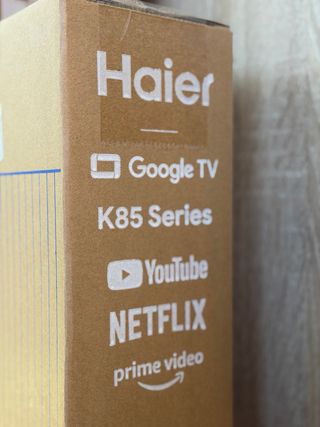 Haier
Google TV
K85 Series
YouTube
NETFLIX
prime video